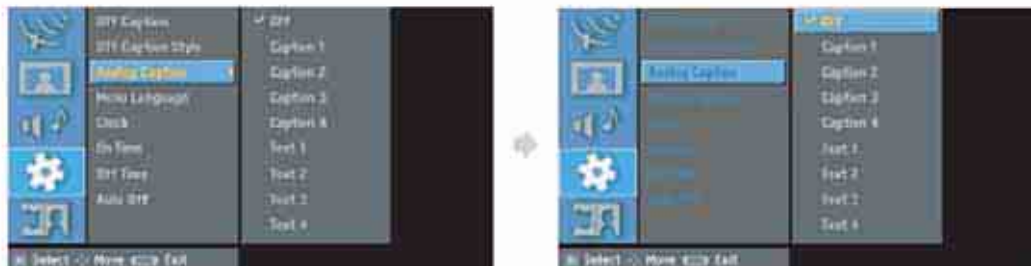 DTV Caption
DTV Caption Style
Analog Caption
Menu Language
Clock
On Time
Off Time
Auto Off
Off
Caption 1
Caption 2
Caption 3
Caption 4
Text 1
Text 2
Text 3
Text 4
Select Move Exit
Analog Caption
Off
Caption 1
Caption 2
Caption 3
Caption 4
Text 1
Text 2
Text 3
Text 4
Select Move Exit